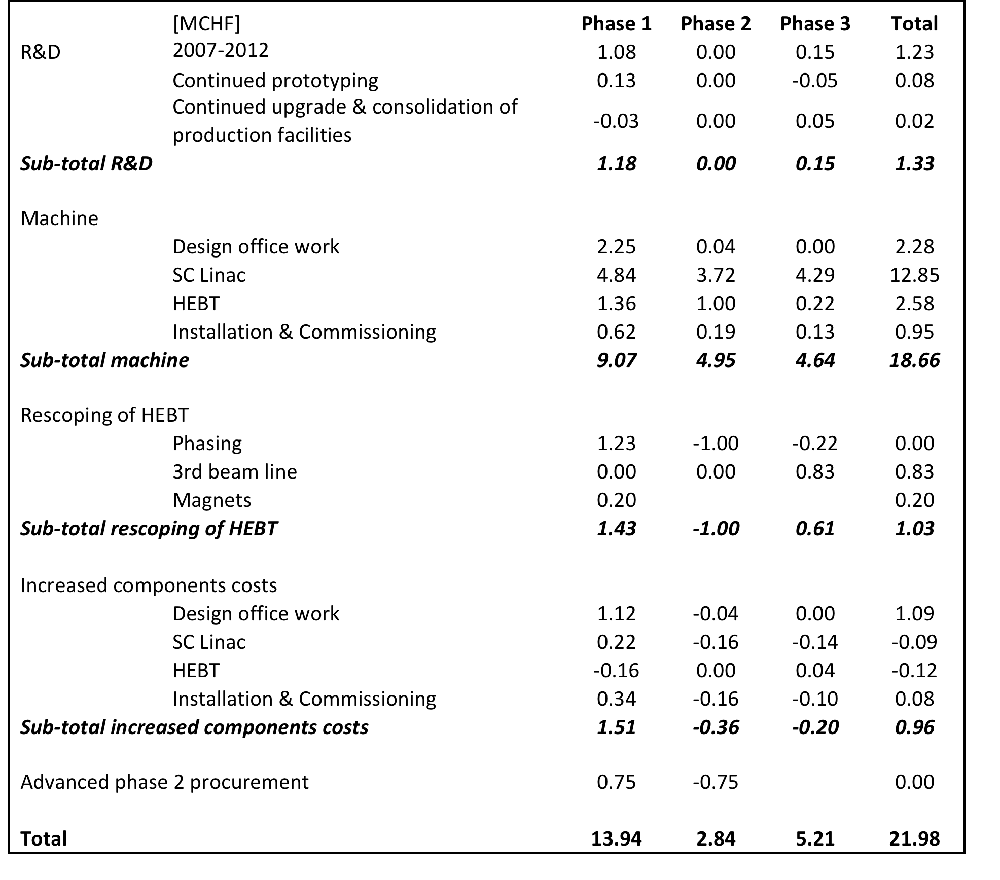 [MCHF] Phase 1 Phase 2 Phase 3 Total
R&D 2007-2012 1.08 0.00 0.15 1.23
Continued prototyping 0.13 0.00 -0.05 0.08
Continued upgrade & consolidation of
production facilities -0.03 0.00 0.05 0.02
Sub-total R&D 1.18 0.00 0.15 1.33
Machine
Design office work 2.25 0.04 0.00 2.28
SC Linac 4.84 3.72 4.29 12.85
HEBT 1.36 1.00 0.22 2.58
Installation & Commissioning 0.62 0.19 0.13 0.95
Sub-total machine 9.07 4.95 4.64 18.66
Rescoping of HEBT
Phasing 1.23 -1.00 -0.22 0.00
3rd beam line 0.00 0.00 0.83 0.83
Magnets 0.20 0.20
Sub-total rescoping of HEBT 1.43 -1.00 0.61 1.03
Increased components costs
Design office work 1.12 -0.04 0.00 1.09
SC Linac 0.22 -0.16 -0.14 -0.09
HEBT -0.16 0.00 0.04 -0.12
Installation & Commissioning 0.34 -0.16 -0.10 0.08
Sub-total increased components costs 1.51 -0.36 -0.20 0.96
Advanced phase 2 procurement 0.75 -0.75 0.00
Total 13.94 2.84 5.21 21.98